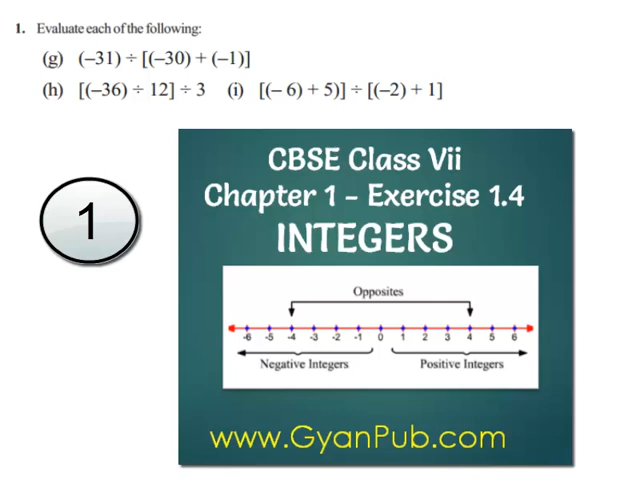 1. Evaluate each of the following:
(g) (–31) ÷ [(–30) + (–1)]
(h) [(–36) ÷ 12] ÷ 3 (i) [(– 6) + 5)] ÷ [(–2) + 1]
1
CBSE Class Vii
Chapter 1 - Exercise 1.4
INTEGERS
Opposites
-6 -5 -4 -3 -2 -1 0 1 2 3 4 5 6
Negative Integers Positive Integers
www.GyanPub.com